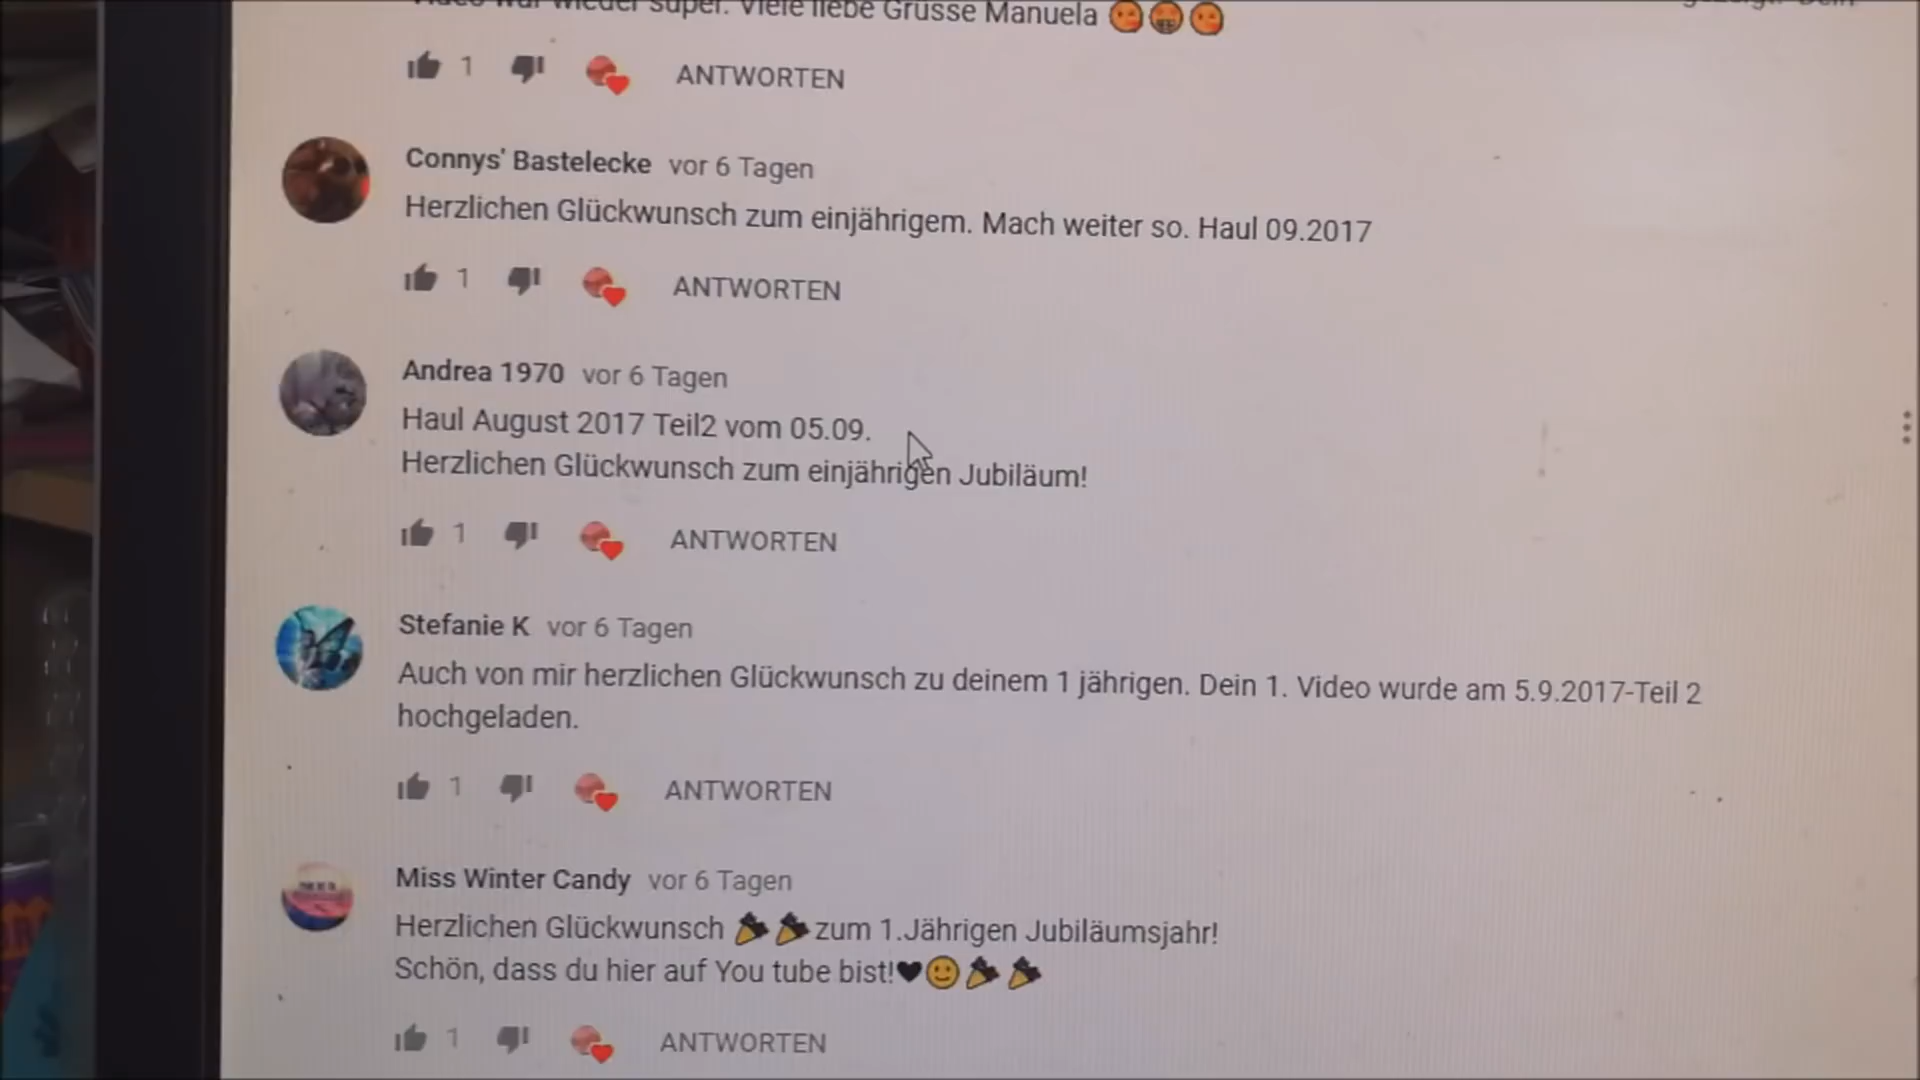 Video war wieder super. Viele liebe Grüsse Manuela
1 ANTWORTEN
Connys' Bastelecke vor 6 Tagen
Herzlichen Glückwunsch zum einjährigem. Mach weiter so. Haul 09.2017
1 ANTWORTEN
Andrea 1970 vor 6 Tagen
Haul August 2017 Teil2 vom 05.09.
Herzlichen Glückwunsch zum einjährigen Jubiläum!
1 ANTWORTEN
Stefanie K vor 6 Tagen
Auch von mir herzlichen Glückwunsch zu deinem 1 jährigen. Dein 1. Video wurde am 5.9.2017-Teil 2
hochgeladen.
1 ANTWORTEN
Miss Winter Candy vor 6 Tagen
Herzlichen Glückwunsch 🎉🎉 zum 1.Jährigen Jubiläumsjahr!
Schön, dass du hier auf You tube bist!♥🙂🎉🎉
1 ANTWORTEN